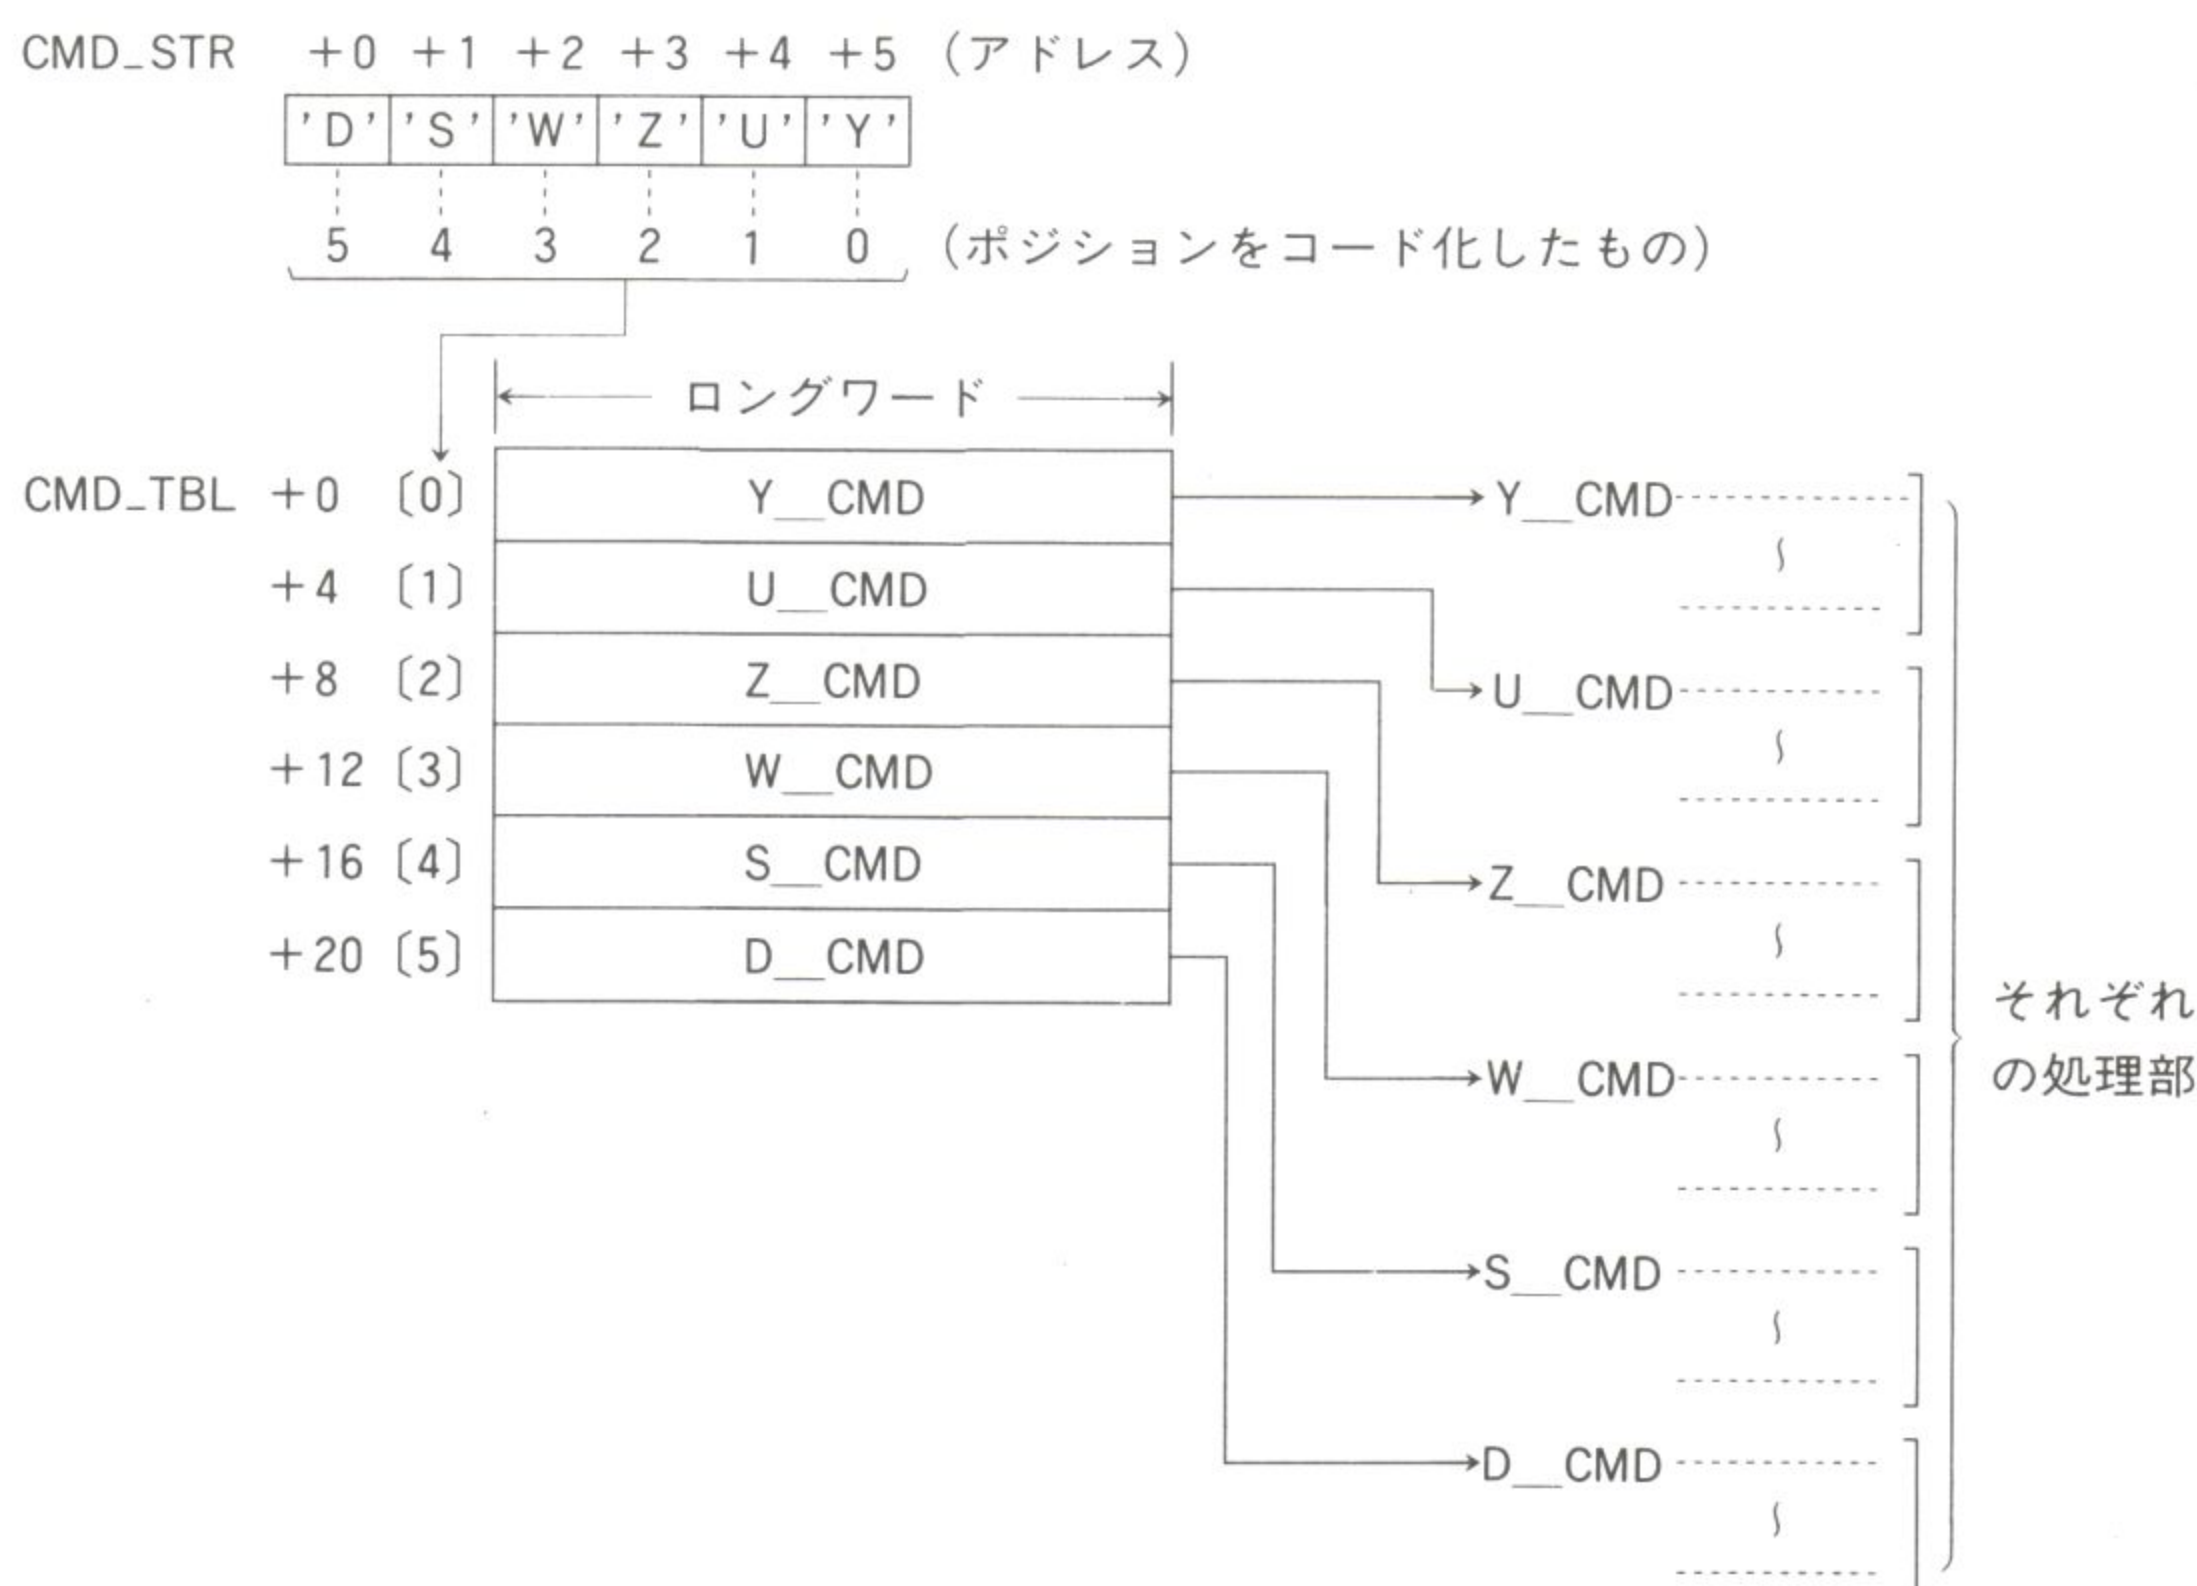 CMD_STR +0 +1 +2 +3 +4 +5 (アドレス)
'D' 'S' 'W' 'Z' 'U' 'Y'
5 4 3 2 1 0 (ポジションをコード化したもの)
ロングワード
CMD_TBL +0 〔0〕 Y__CMD Y__CMD
+4 〔1〕 U__CMD
U__CMD
+8 〔2〕 Z__CMD
+12 〔3〕 W__CMD
+16 〔4〕 S__CMD
Z__CMD
+20 〔5〕 D__CMD
それぞれ
の処理部
W__CMD
S__CMD
D__CMD